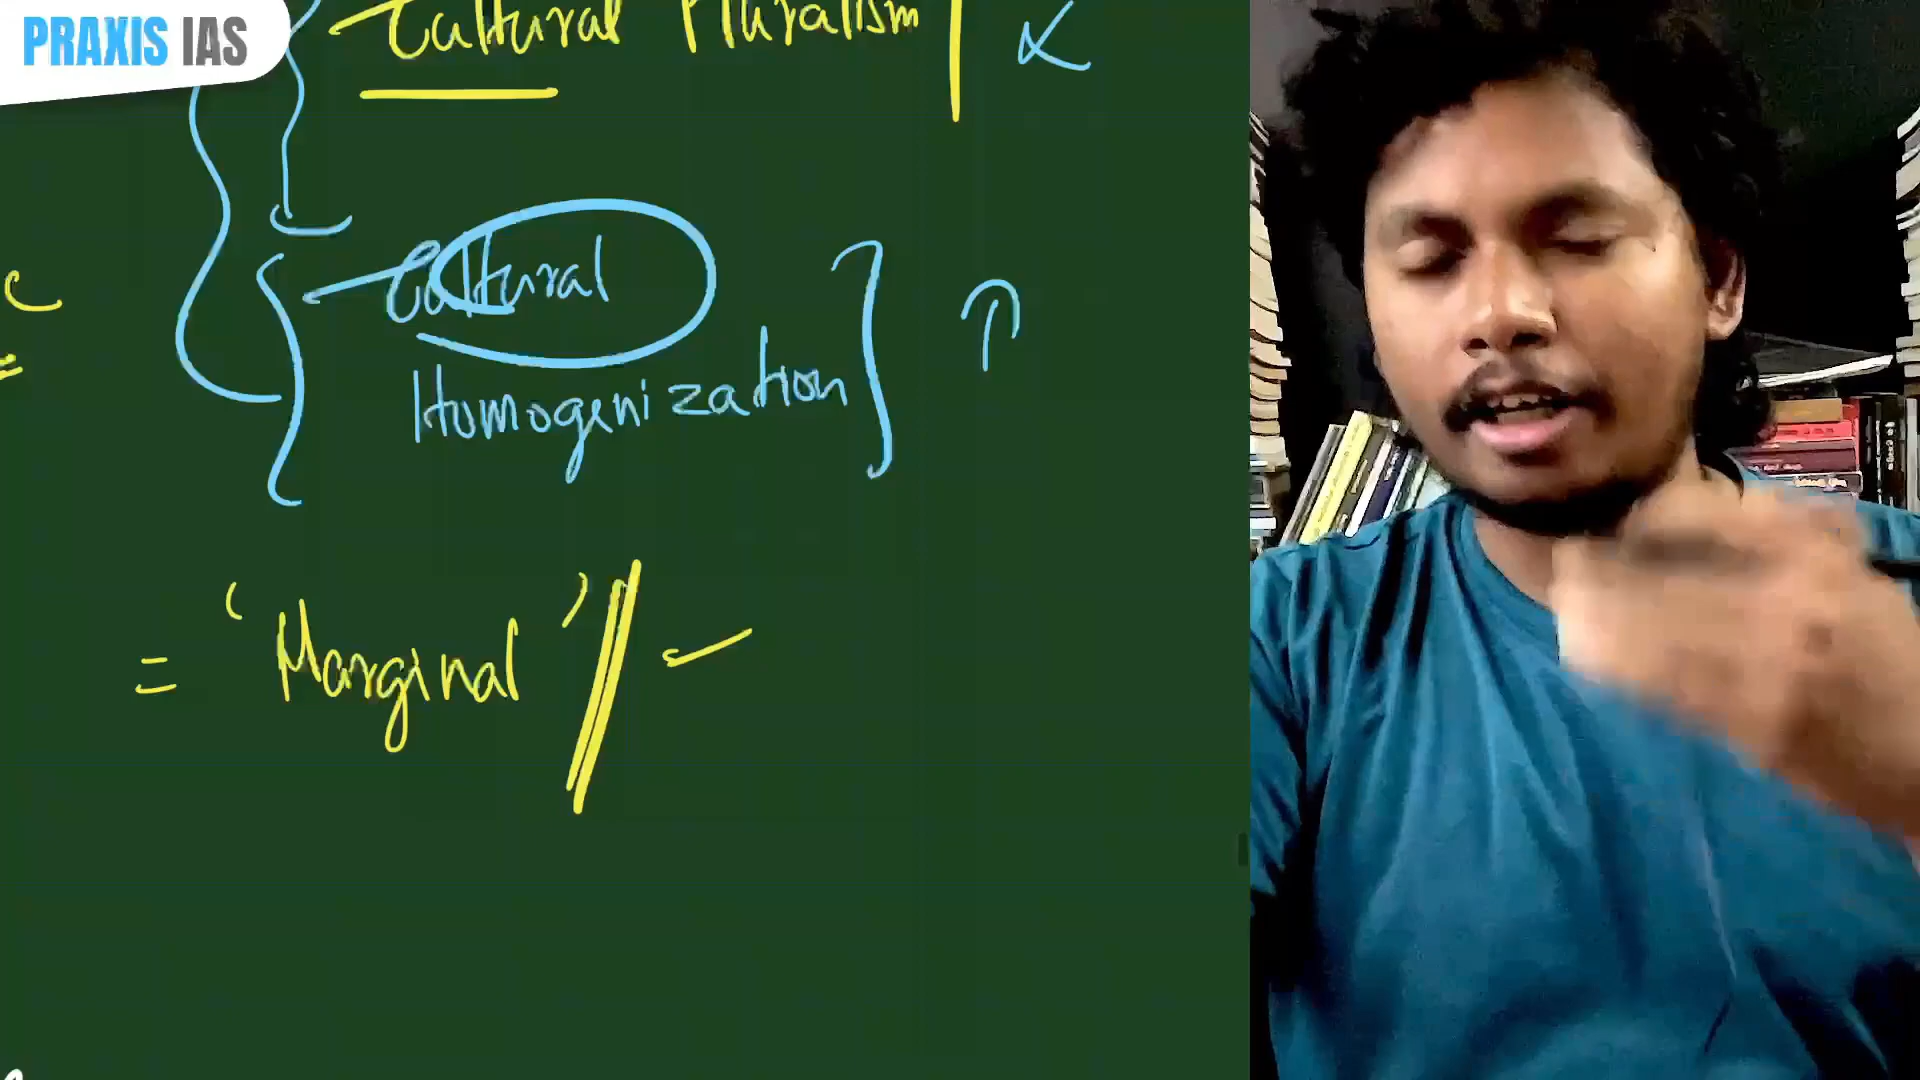 PRAXIS IAS
Cultural Pluralism
Cultural
Homogenization
c
= 'Marginal'